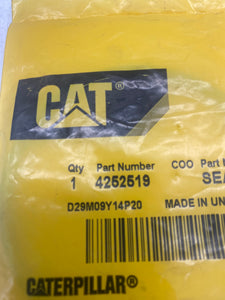 CAT®
Qty Part Number COO Part
1 4252519 SEA
D29M09Y14P20 MADE IN UN
CATERPILLAR®